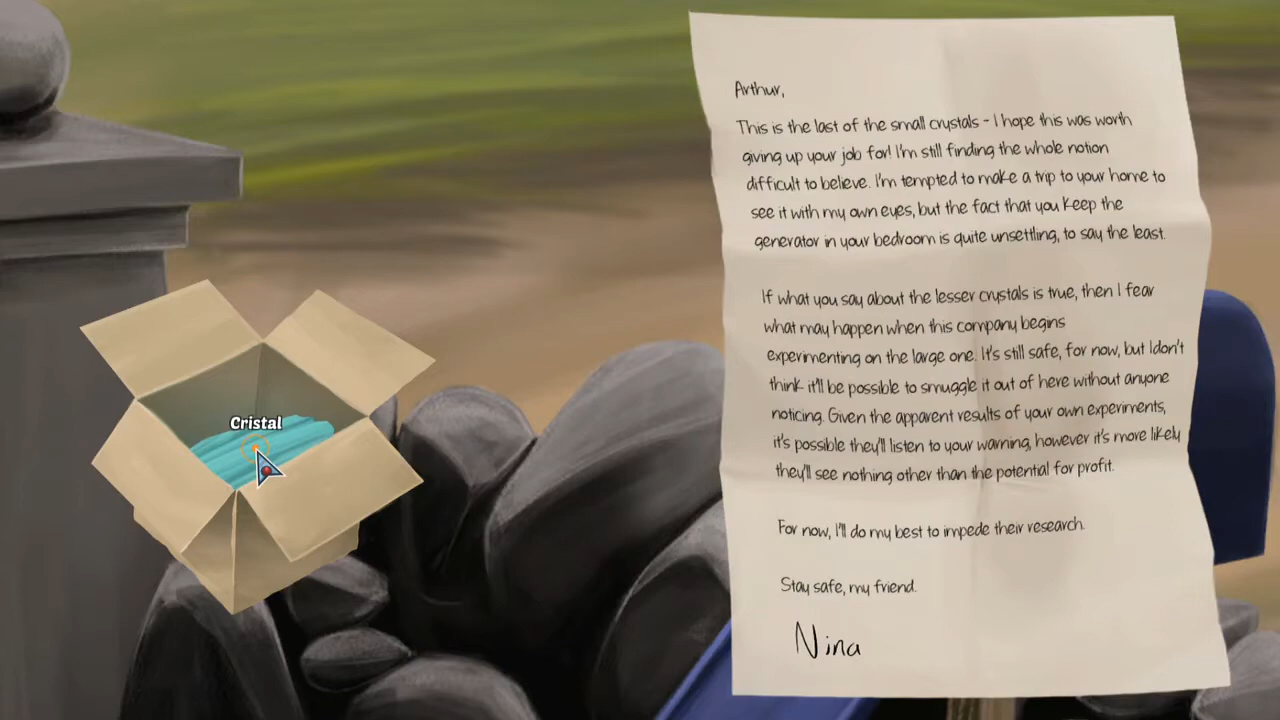 Cristal
Arthur,
This is the last of the small crystals - I hope this was worth
giving up your job for! I'm still finding the whole notion
difficult to believe. I'm tempted to make a trip to your home to
see it with my own eyes, but the fact that you keep the
generator in your bedroom is quite unsettling, to say the least.
If what you say about the lesser crystals is true, then I fear
what may happen when this company begins
experimenting on the large one. It's still safe, for now, but I don't
think it'll be possible to smuggle it out of here without anyone
noticing. Given the apparent results of your own experiments,
it's possible they'll listen to your warning, however it's more likely
they'll see nothing other than the potential for profit.
For now, I'll do my best to impede their research.
Stay safe, my friend.
Nina